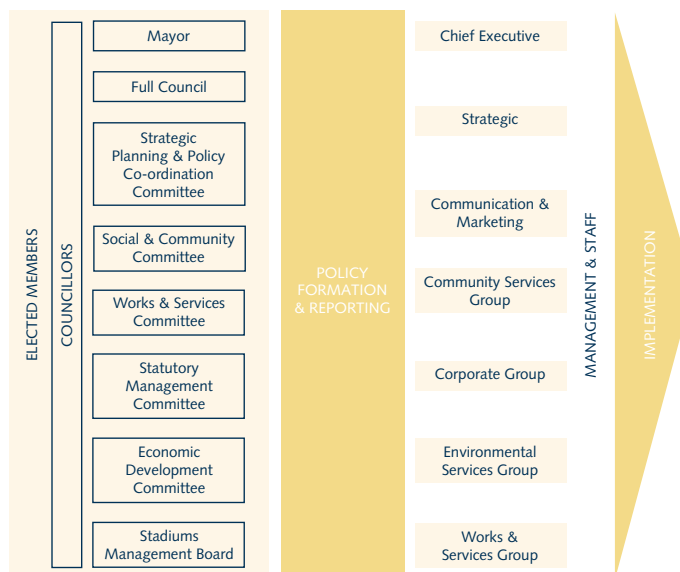 ELECTED MEMBERS
COUNCILLORS
Mayor
Full Council
Strategic
Planning & Policy
Co-ordination
Committee
Social & Community
Committee
Works & Services
Committee
Statutory
Management
Committee
Economic
Development
Committee
Stadiums
Management Board
POLICY
FORMATION
& REPORTING
Chief Executive
Strategic
Communication &
Marketing
Community Services
Group
Corporate Group
Environmental
Services Group
Works &
Services Group
MANAGEMENT & STAFF
IMPLEMENTATION